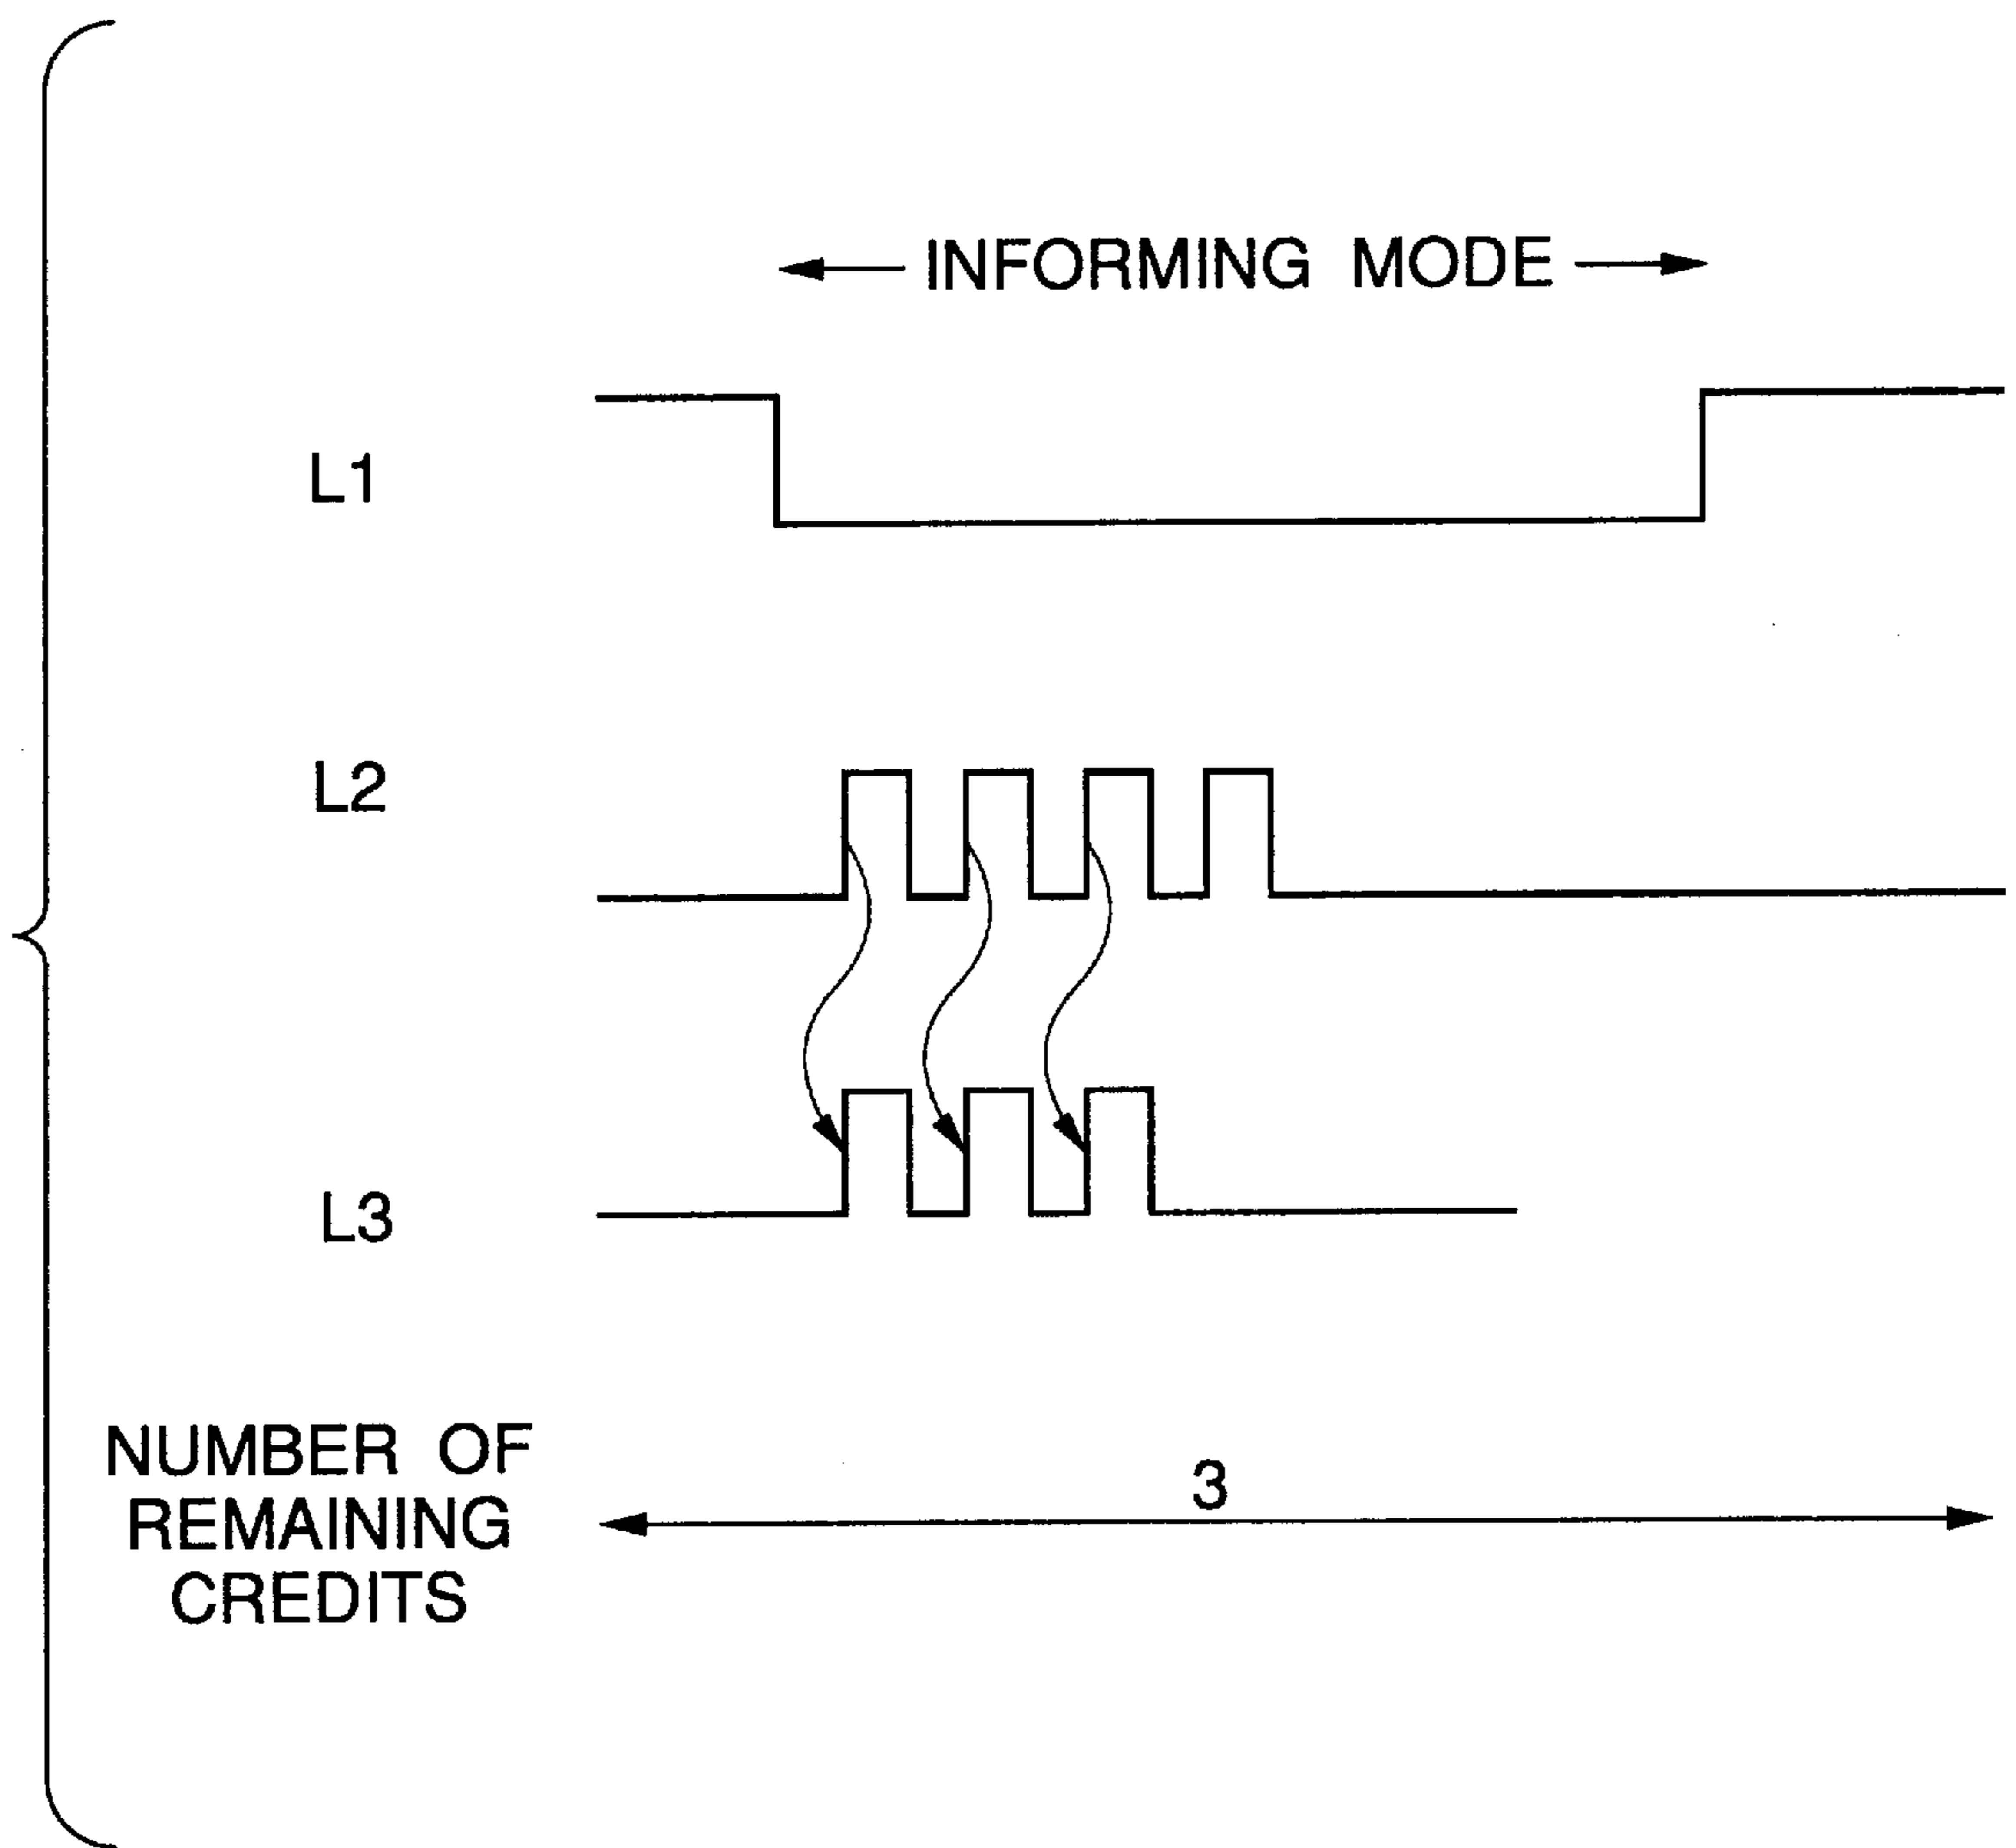 INFORMING MODE
L1
L2
L3
NUMBER OF
REMAINING
CREDITS
3